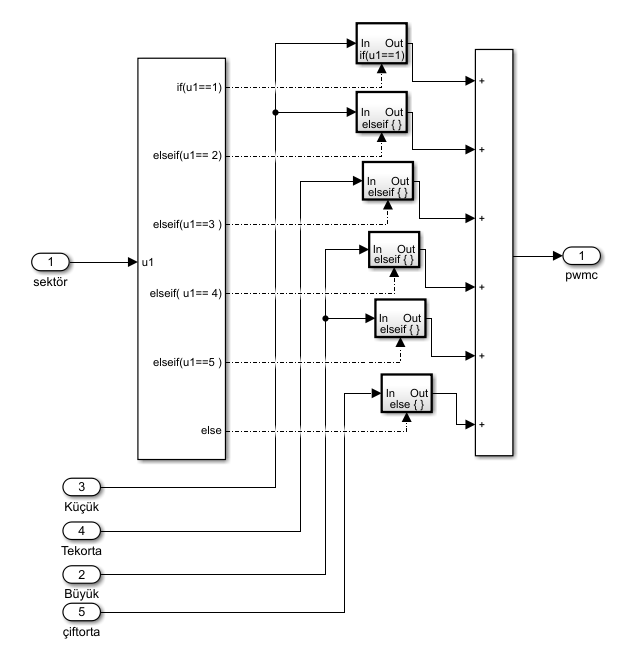 In Out
if(u1==1)
if(u1==1)
+
In Out
elseif { }
elseif(u1== 2)
+
In Out
elseif { }
elseif(u1==3 )
+
1
sektör
u1
In Out
elseif { }
1
pwmc
elseif( u1== 4)
+
In Out
elseif { }
elseif(u1==5 )
+
In Out
else { }
else
+
3
Küçük
4
Tekorta
2
Büyük
5
çiftorta